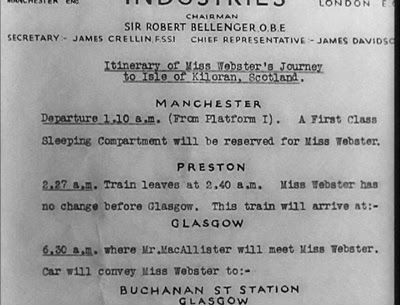 MANCHESTER ENG INDUSTRIES LONDON E.C
CHAIRMAN
SIR ROBERT BELLENGER.O.B.E
SECRETARY - JAMES CRELLIN.F.S.S.I CHIEF REPRESENTATIVE - JAMES DAVIDSO
Itinerary of Miss Webster's Journey
to Isle of Kiloran, Scotland.
MANCHESTER
Departure 1.10 a.m. (From Platform I). A First Class
Sleeping Compartment will be reserved for Miss Webster.
PRESTON
2.27 a.m. Train leaves at 2.40 a.m. Miss Webster has
no change before Glasgow. This train will arrive at:-
GLASGOW
6.30 a.m. where Mr.MacAllister will meet Miss Webster.
Car will convey Miss Webster to:-
BUCHANAN ST STATION
GLASGOW